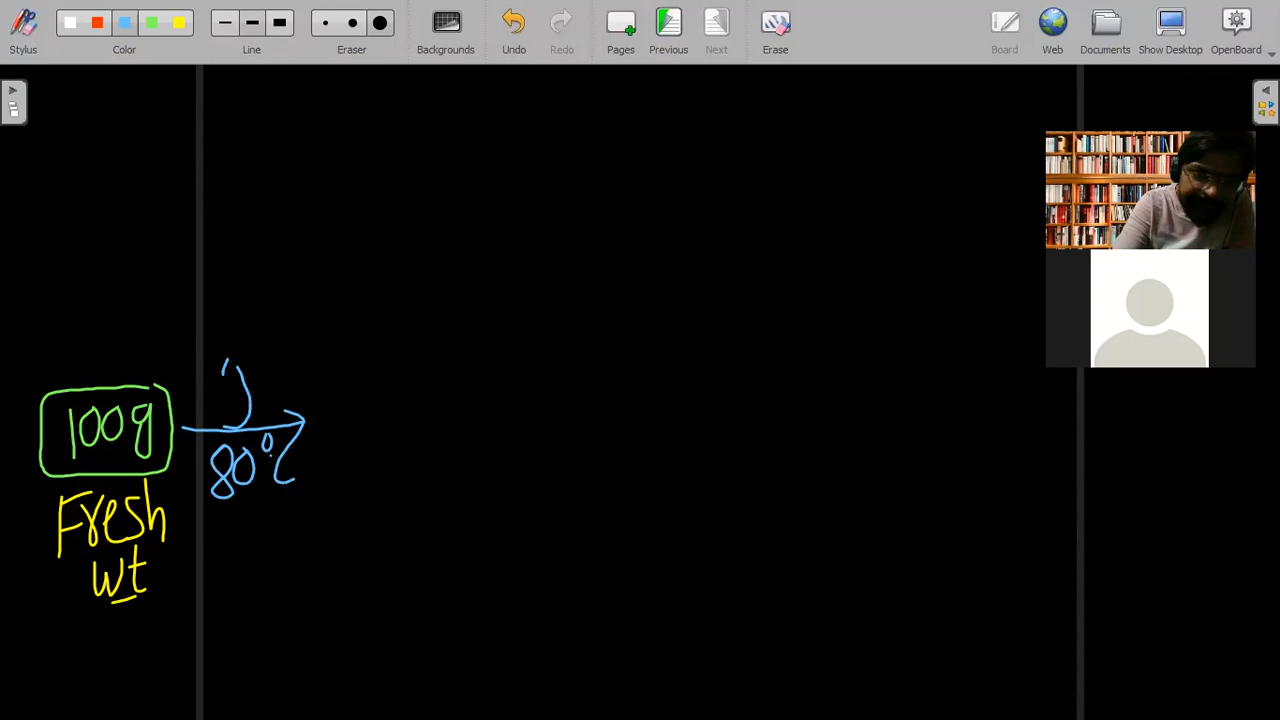 Stylus Color Line Eraser Backgrounds Undo Redo Pages Previous Next Erase Board Web Documents Show Desktop OpenBoard
100g
80°C
Fresh
wt